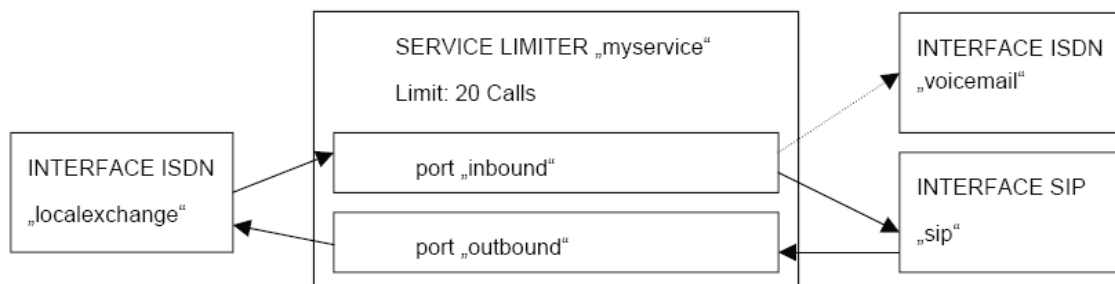 SERVICE LIMITER „myservice“
Limit: 20 Calls
INTERFACE ISDN
„voicemail“
INTERFACE ISDN
„localexchange“
port „inbound“
port „outbound“
INTERFACE SIP
„sip“